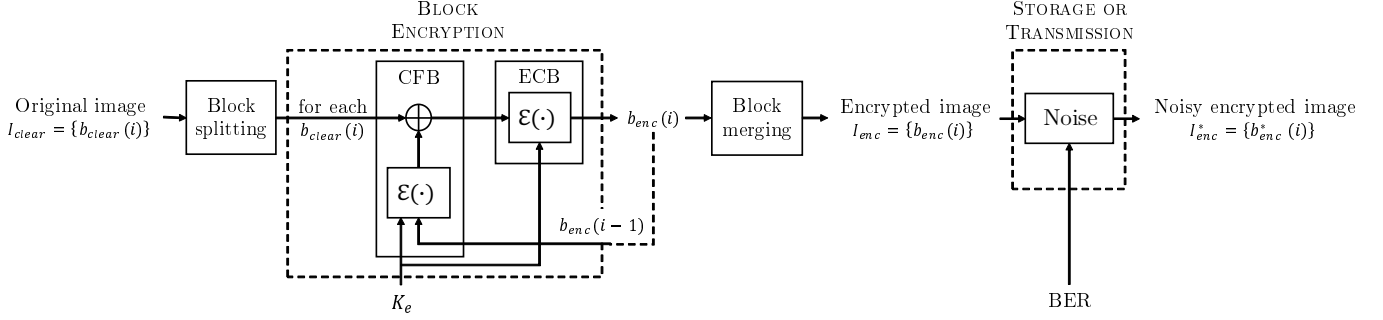 BLOCK
ENCRYPTION
STORAGE OR
TRANSMISSION
CFB
ECB
Original image
I_clear = {b_clear(i)}
Block
splitting
for each
b_clear(i)
ℰ(·)
ℰ(·)
b_enc(i)
Block
merging
Encrypted image
I_enc = {b_enc(i)}
Noise
Noisy encrypted image
I*_enc = {b*_enc(i)}
b_enc(i − 1)
K_e
BER